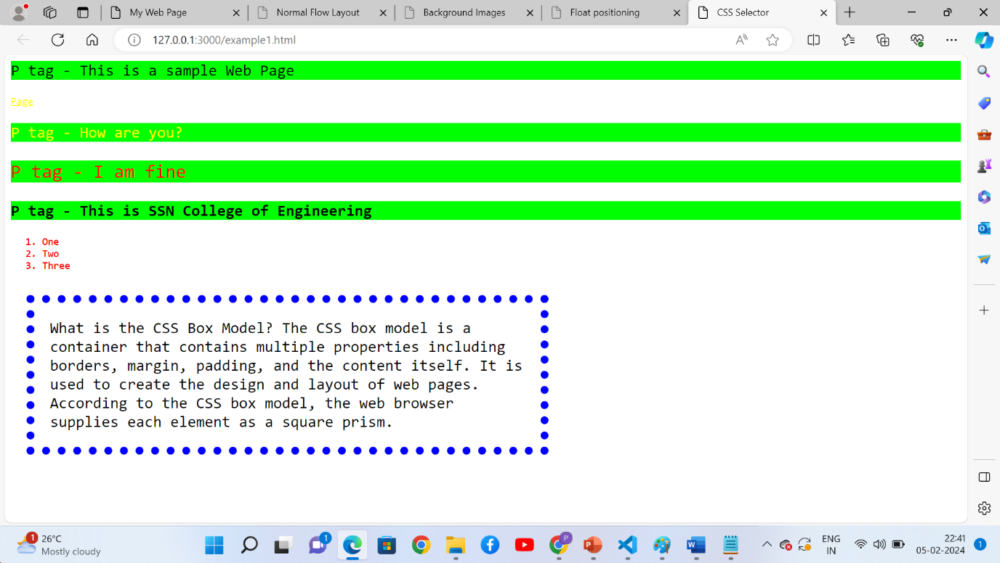 My Web Page
Normal Flow Layout
Background Images
Float positioning
CSS Selector
127.0.0.1:3000/example1.html
P tag - This is a sample Web Page
Page
P tag - How are you?
P tag - I am fine
P tag - This is SSN College of Engineering
1. One
2. Two
3. Three
What is the CSS Box Model? The CSS box model is a
container that contains multiple properties including
borders, margin, padding, and the content itself. It is
used to create the design and layout of web pages.
According to the CSS box model, the web browser
supplies each element as a square prism.
1
26°C
Mostly cloudy
1
P
ENG
IN
22:41
05-02-2024
1